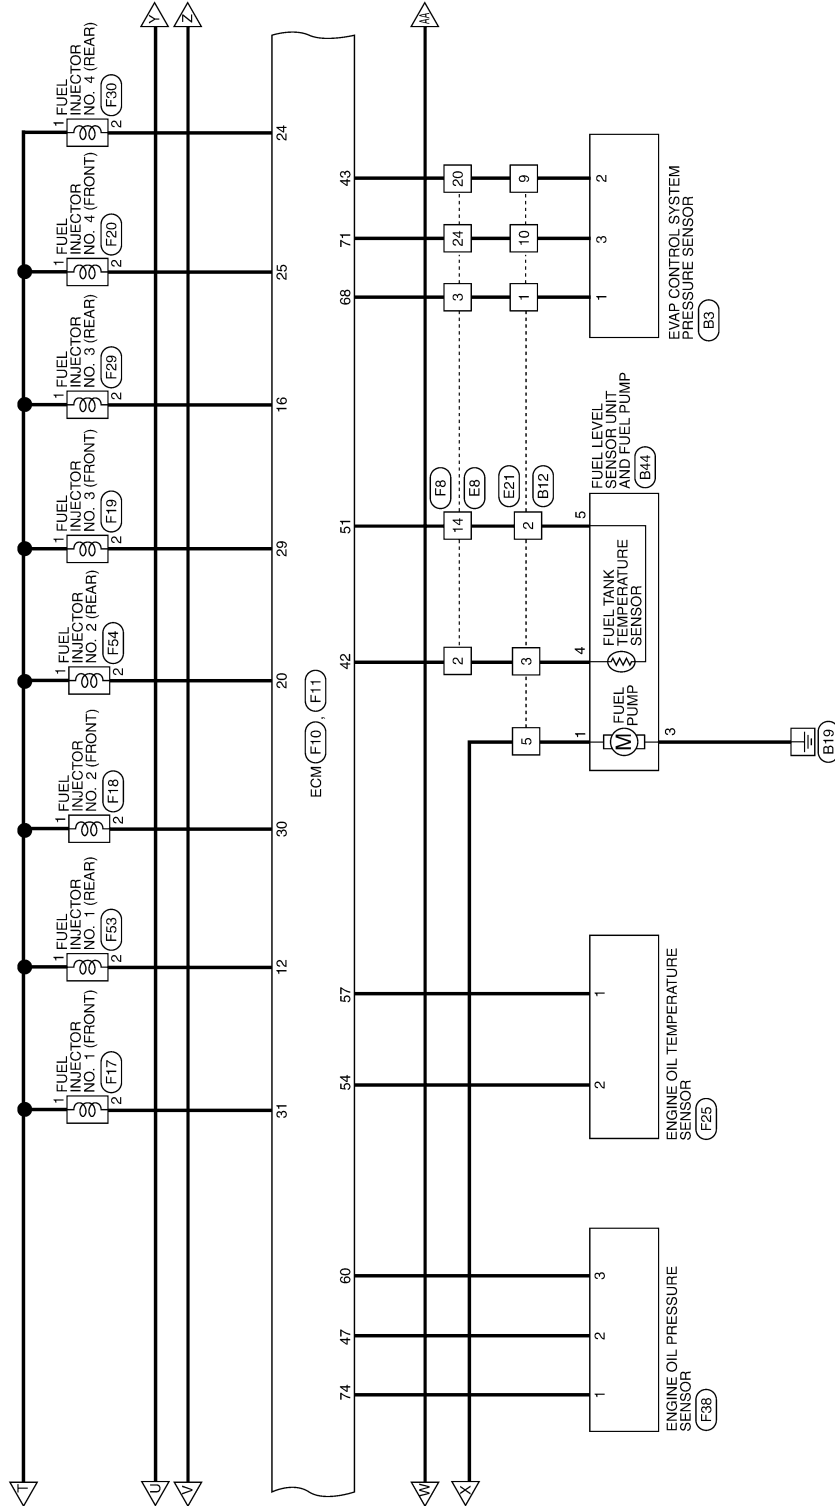 T
1 FUEL
INJECTOR
NO. 1 (FRONT)
2 F17
1 FUEL
INJECTOR
NO. 1 (REAR)
2 F53
1 FUEL
INJECTOR
NO. 2 (FRONT)
2 F18
1 FUEL
INJECTOR
NO. 2 (REAR)
2 F54
1 FUEL
INJECTOR
NO. 3 (FRONT)
2 F19
1 FUEL
INJECTOR
NO. 3 (REAR)
2 F29
1 FUEL
INJECTOR
NO. 4 (FRONT)
2 F20
1 FUEL
INJECTOR
NO. 4 (REAR)
2 F30
U Y
V Z
31 12 30 20 29 16 25 24
ECM F10 , F11
74 47 60 54 57 42 51 68 71 43
W AA
F8
2 14 3 24 20
E8
X
E21
5 3 2 1 10 9
B12
1 4 5
FUEL LEVEL
SENSOR UNIT
AND FUEL PUMP
B44
M
FUEL
PUMP
FUEL TANK
TEMPERATURE
SENSOR
3
B19
1 2 3
ENGINE OIL PRESSURE
SENSOR
F38
2 1
ENGINE OIL TEMPERATURE
SENSOR
F25
1 3 2
EVAP CONTROL SYSTEM
PRESSURE SENSOR
B3